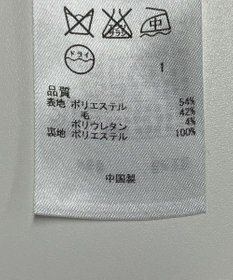 中
ドライ
1
品質
表地 ポリエステル 54%
毛 42%
ポリウレタン 4%
裏地 ポリエステル 100%
中国製